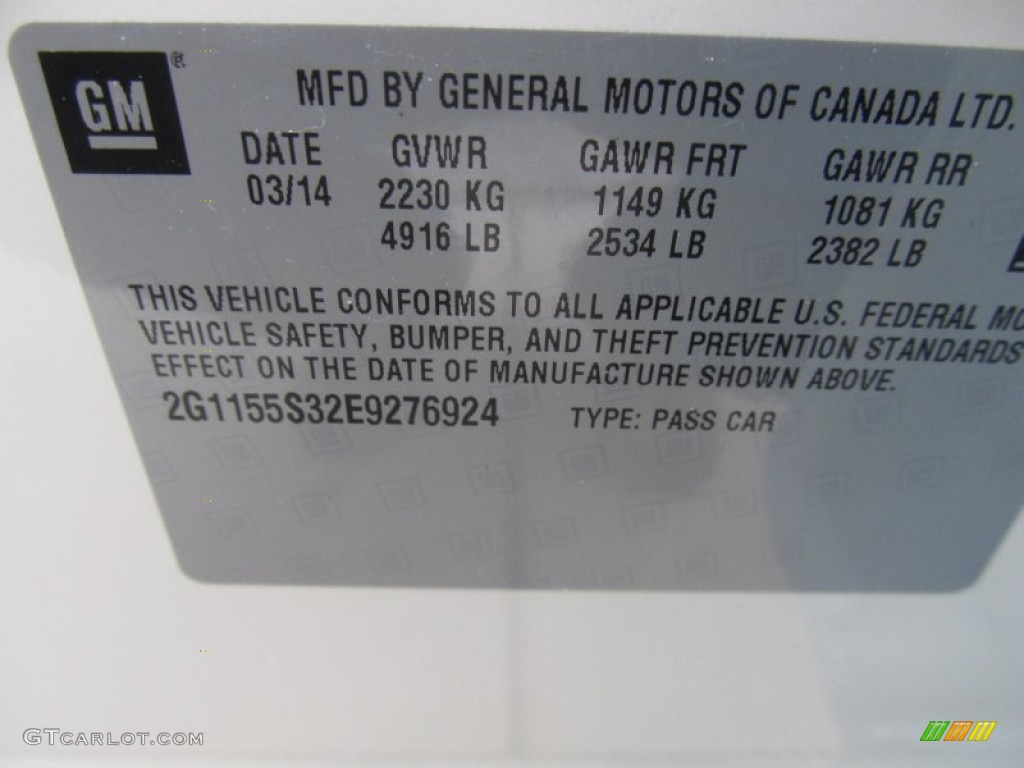 GM®
MFD BY GENERAL MOTORS OF CANADA LTD.
DATE GVWR GAWR FRT GAWR RR
03/14 2230 KG 1149 KG 1081 KG
4916 LB 2534 LB 2382 LB
THIS VEHICLE CONFORMS TO ALL APPLICABLE U.S. FEDERAL MO
VEHICLE SAFETY, BUMPER, AND THEFT PREVENTION STANDARDS
EFFECT ON THE DATE OF MANUFACTURE SHOWN ABOVE.
2G1155S32E9276924 TYPE: PASS CAR
GTCARLOT.COM